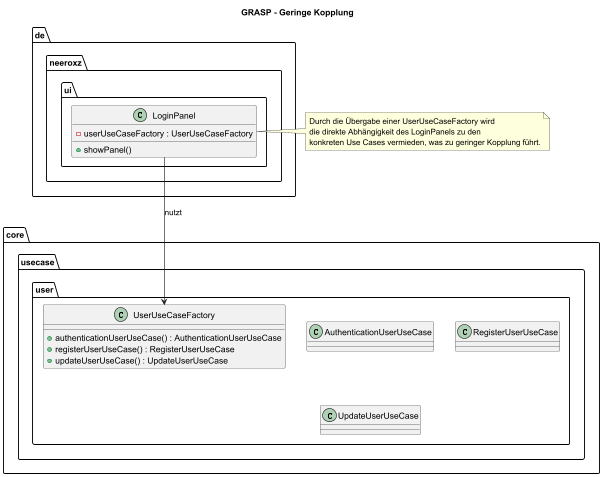 GRASP - Geringe Kopplung
de
neeroxz
ui
C LoginPanel
userUseCaseFactory : UserUseCaseFactory
showPanel()
Durch die Übergabe einer UserUseCaseFactory wird
die direkte Abhängigkeit des LoginPanels zu den
konkreten Use Cases vermieden, was zu geringer Kopplung führt.
nutzt
core
usecase
user
C UserUseCaseFactory
authenticationUserUseCase() : AuthenticationUserUseCase
registerUserUseCase() : RegisterUserUseCase
updateUserUseCase() : UpdateUserUseCase
C AuthenticationUserUseCase
C RegisterUserUseCase
C UpdateUserUseCase